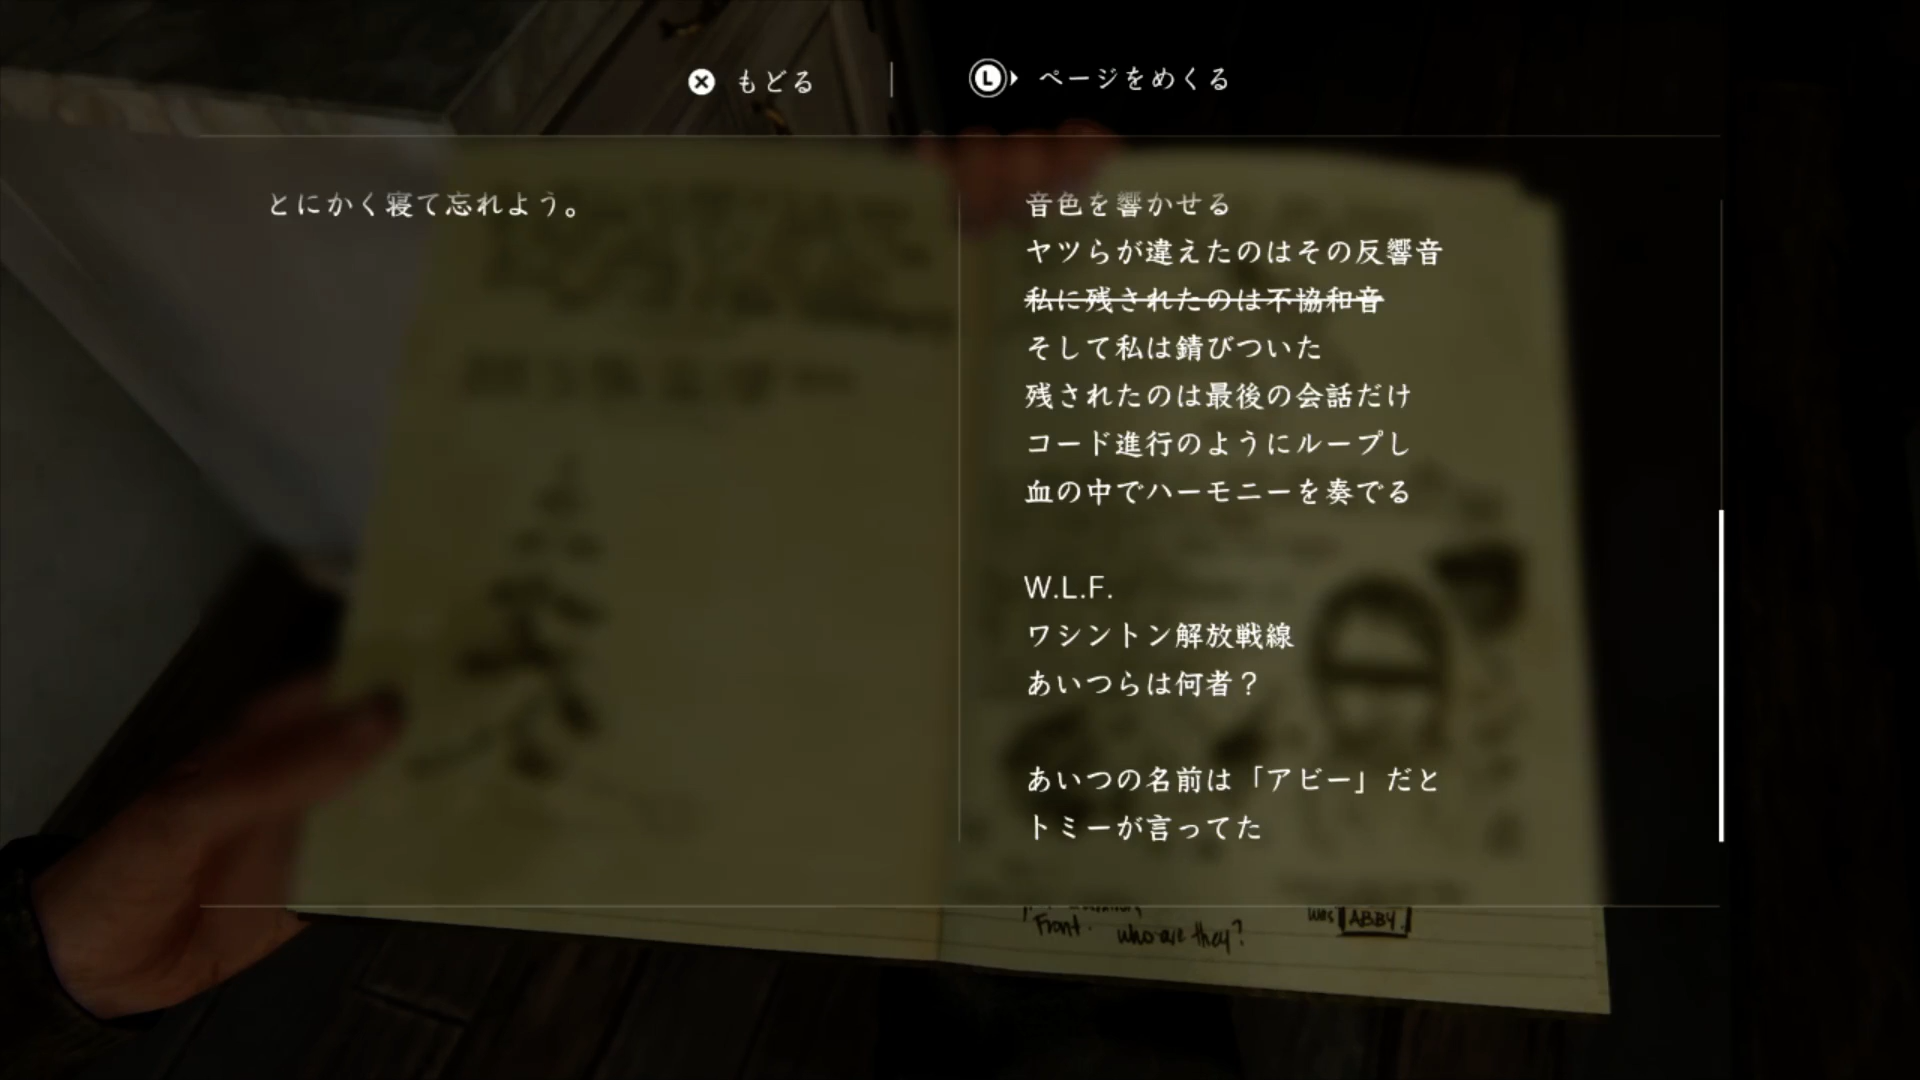 もどる
ページをめくる
とにかく寝て忘れよう。
音色を響かせる
ヤツらが違えたのはその反響音
私に残されたのは不協和音
そして私は錆びついた
残されたのは最後の会話だけ
コード進行のようにループし
血の中でハーモニーを奏でる
W.L.F.
ワシントン解放戦線
あいつらは何者？
あいつの名前は「アビー」だと
トミーが言ってた
Front. who are they?
was ABBY